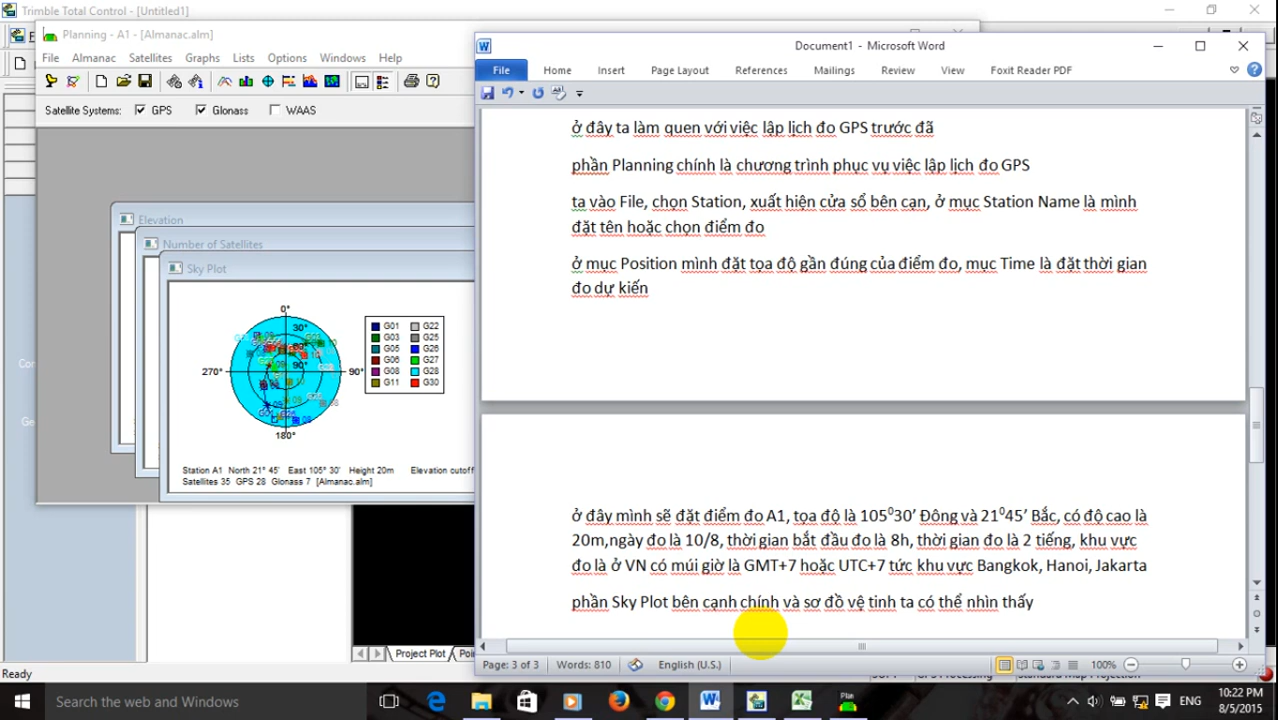 Trimble Total Control - [Untitled1]
Planning - A1 - [Almanac.alm]
File Almanac Satellites Graphs Lists Options Windows Help
Satellite Systems: GPS Glonass WAAS
Elevation
Number of Satellites
Sky Plot
0°
30°
90°
270°
90°
180°
G01 G22
G03 G25
G05 G26
G06 G27
G08 G28
G11 G30
Station A1 North 21° 45' East 105° 30' Height 20m Elevation cutoff
Satellites 35 GPS 28 Glonass 7 [Almanac.alm]
Document1 - Microsoft Word
File Home Insert Page Layout References Mailings Review View Foxit Reader PDF
ở đây ta làm quen với việc lập lịch đo GPS trước đã
phần Planning chính là chương trình phục vụ việc lập lịch đo GPS
ta vào File, chọn Station, xuất hiện cửa sổ bên cạn, ở mục Station Name là mình
đặt tên hoặc chọn điểm đo
ở mục Position mình đặt tọa độ gần đúng của điểm đo, mục Time là đặt thời gian
đo dự kiến
ở đây mình sẽ đặt điểm đo A1, tọa độ là 105⁰30’ Đông và 21⁰45’ Bắc, có độ cao là
20m,ngày đo là 10/8, thời gian bắt đầu đo là 8h, thời gian đo là 2 tiếng, khu vực
đo là ở VN có múi giờ là GMT+7 hoặc UTC+7 tức khu vực Bangkok, Hanoi, Jakarta
phần Sky Plot bên cạnh chính và sơ đồ vệ tinh ta có thể nhìn thấy
Page: 3 of 3 Words: 810 English (U.S.) 100%
Project Plot
Ready
Search the web and Windows
ENG
10:22 PM
8/5/2015